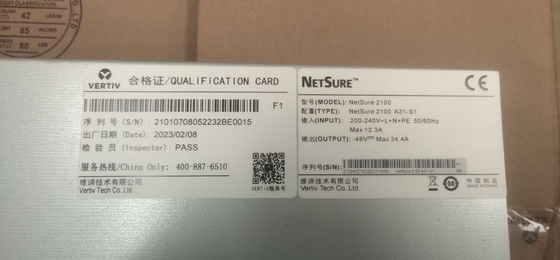 42
85
80
VERTIV
合格证/QUALIFICATION CARD
F1
序 列 号 (S/N) 21010708052232BE0015
出厂日期 (Date) 2023/02/08
检 验 员 (Inspector) PASS
服务热线/China Only: 400-887-6510
维谛技术有限公司
Vertiv Tech Co.,Ltd
VERTIV服务号
NETSURE™
CE
型号(MODEL): NetSure 2100
配置(TYPE): NetSure 2100 A31-S1
输入(INPUT): 200-240V~L+N+PE 50/60Hz
Max 12.3A
输出(OUTPUT): -48V Max 34.4A
序列号(S/N):
维谛技术有限公司
Vertiv Tech Co.,Ltd
50
中国制造